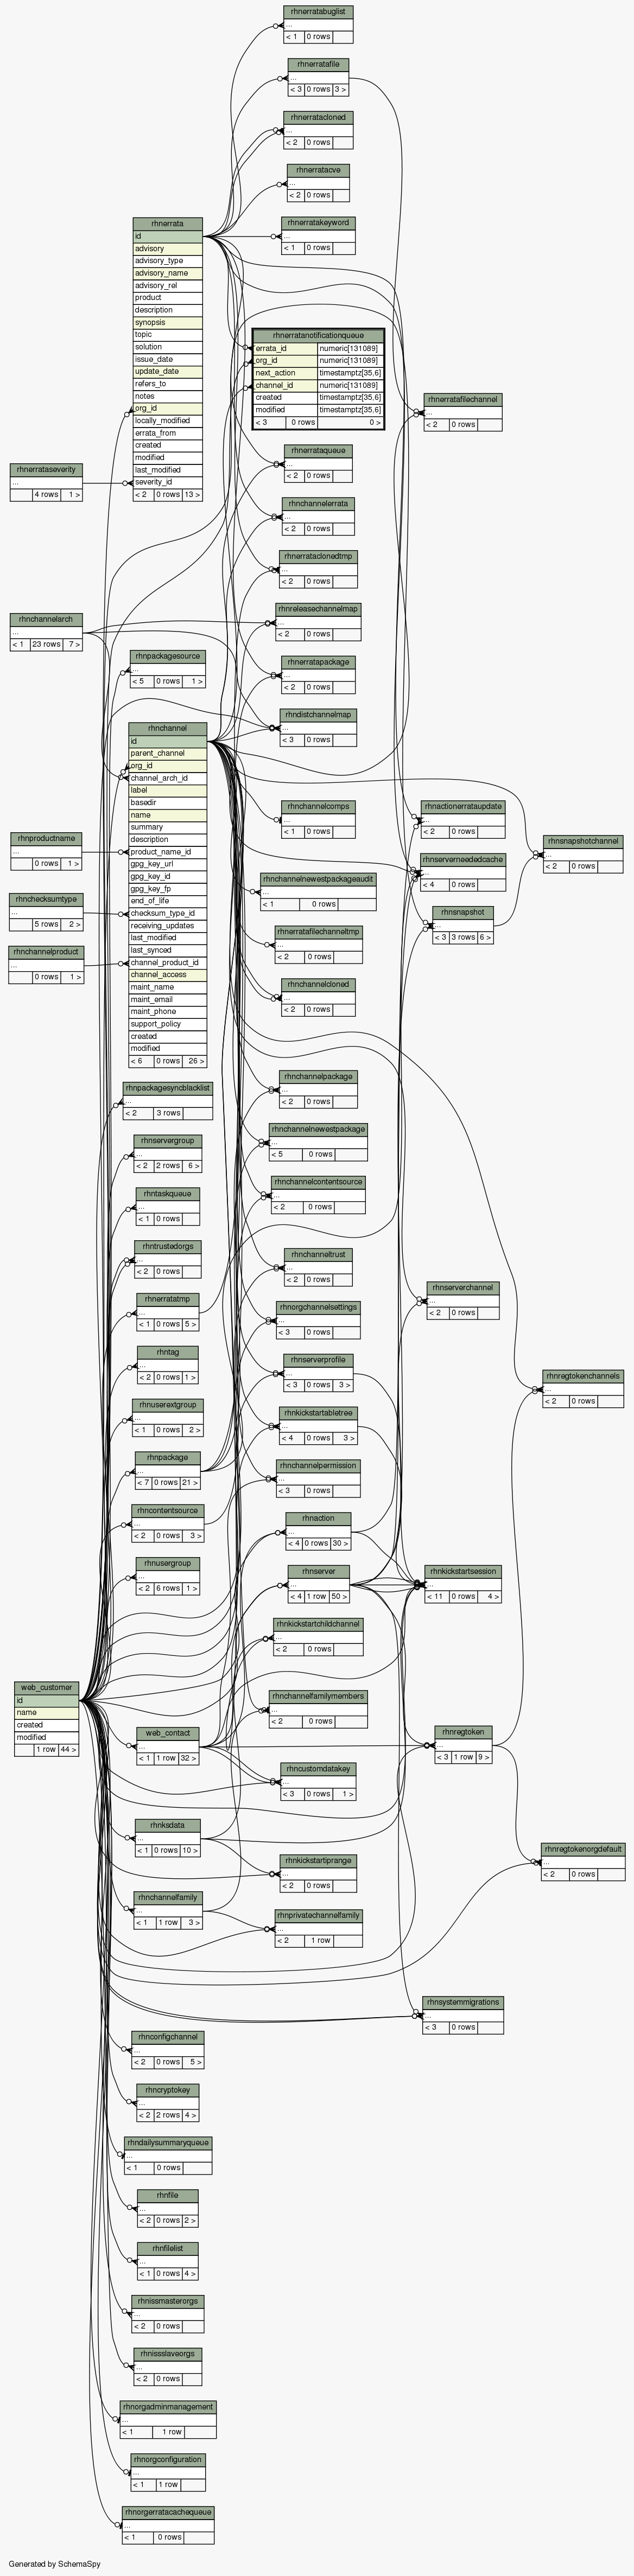 rhnerratabuglist
...
< 1 0 rows
rhnerratafile
...
< 3 0 rows 3 >
rhnerratacloned
...
< 2 0 rows
rhnerratacve
...
< 2 0 rows
rhnerratakeyword
...
< 1 0 rows
rhnerrata
id
advisory
advisory_type
advisory_name
advisory_rel
product
description
synopsis
topic
solution
issue_date
update_date
refers_to
notes
org_id
locally_modified
errata_from
created
modified
last_modified
severity_id
< 2 0 rows 13 >
rhnerratanotificationqueue
errata_id numeric[131089]
org_id numeric[131089]
next_action timestamptz[35,6]
channel_id numeric[131089]
created timestamptz[35,6]
modified timestamptz[35,6]
< 3 0 rows 0 >
rhnerratafilechannel
...
< 2 0 rows
rhnerrataseverity
...
4 rows 1 >
rhnerrataqueue
...
< 2 0 rows
rhnchannelerrata
...
< 2 0 rows
rhnerrataclonedtmp
...
< 2 0 rows
rhnchannelarch
...
< 1 23 rows 7 >
rhnreleasechannelmap
...
< 2 0 rows
rhnpackagesource
...
< 5 0 rows 1 >
rhnerratapackage
...
< 2 0 rows
rhndistchannelmap
...
< 3 0 rows
rhnchannel
id
parent_channel
org_id
channel_arch_id
label
basedir
name
summary
description
product_name_id
gpg_key_url
gpg_key_id
gpg_key_fp
end_of_life
checksum_type_id
receiving_updates
last_modified
last_synced
channel_product_id
channel_access
maint_name
maint_email
maint_phone
support_policy
created
modified
< 6 0 rows 26 >
rhnproductname
...
0 rows 1 >
rhnchecksumtype
...
5 rows 2 >
rhnchannelproduct
...
0 rows 1 >
rhnchannelcomps
...
< 1 0 rows
rhnactionerrataupdate
...
< 2 0 rows
rhnsnapshotchannel
...
< 2 0 rows
rhnserverneededcache
...
< 4 0 rows
rhnchannelnewestpackageaudit
...
< 1 0 rows
rhnsnapshot
...
< 3 3 rows 6 >
rhnerratafilechanneltmp
...
< 2 0 rows
rhnchannelcloned
...
< 2 0 rows
rhnpackagesyncblacklist
...
< 2 3 rows
rhnchannelpackage
...
< 2 0 rows
rhnservergroup
...
< 2 2 rows 6 >
rhnchannelnewestpackage
...
< 5 0 rows
rhntaskqueue
...
< 1 0 rows
rhnchannelcontentsource
...
< 2 0 rows
rhntrustedorgs
...
< 2 0 rows
rhnchanneltrust
...
< 2 0 rows
rhnerratatmp
...
< 1 0 rows 5 >
rhnorgchannelsettings
...
< 3 0 rows
rhnserverchannel
...
< 2 0 rows
rhntag
...
< 2 0 rows 1 >
rhnserverprofile
...
< 3 0 rows 3 >
rhnregtokenchannels
...
< 2 0 rows
rhnuserextgroup
...
< 1 0 rows 2 >
rhnkickstartabletree
...
< 4 0 rows 3 >
rhnpackage
...
< 7 0 rows 21 >
rhnchannelpermission
...
< 3 0 rows
rhncontentsource
...
< 2 0 rows 3 >
rhnaction
...
< 4 0 rows 30 >
rhnusergroup
...
< 2 6 rows 1 >
rhnserver
...
< 4 1 row 50 >
rhnkickstartsession
...
< 11 0 rows 4 >
rhnkickstartchildchannel
...
< 2 0 rows
web_customer
id
name
created
modified
1 row 44 >
rhnchannelfamilymembers
...
< 2 0 rows
web_contact
...
< 1 1 row 32 >
rhnregtoken
...
< 3 1 row 9 >
rhncustomdatakey
...
< 3 0 rows 1 >
rhnksdata
...
< 1 0 rows 10 >
rhnkickstartiprange
...
< 2 0 rows
rhnregtokenorgdefault
...
< 2 0 rows
rhnchannelfamily
...
< 1 1 row 3 >
rhnprivatechannelfamily
...
< 2 1 row
rhnsystemmigrations
...
< 3 0 rows
rhnconfigchannel
...
< 2 0 rows 5 >
rhncryptokey
...
< 2 2 rows 4 >
rhndailysummaryqueue
...
< 1 0 rows
rhnfile
...
< 2 0 rows 2 >
rhnfilelist
...
< 1 0 rows 4 >
rhnissmasterorgs
...
< 2 0 rows
rhnissslaveorgs
...
< 2 0 rows
rhnorgadminmanagement
...
< 1 1 row
rhnorgconfiguration
...
< 1 1 row
rhnorgerratacachequeue
...
< 1 0 rows
Generated by SchemaSpy